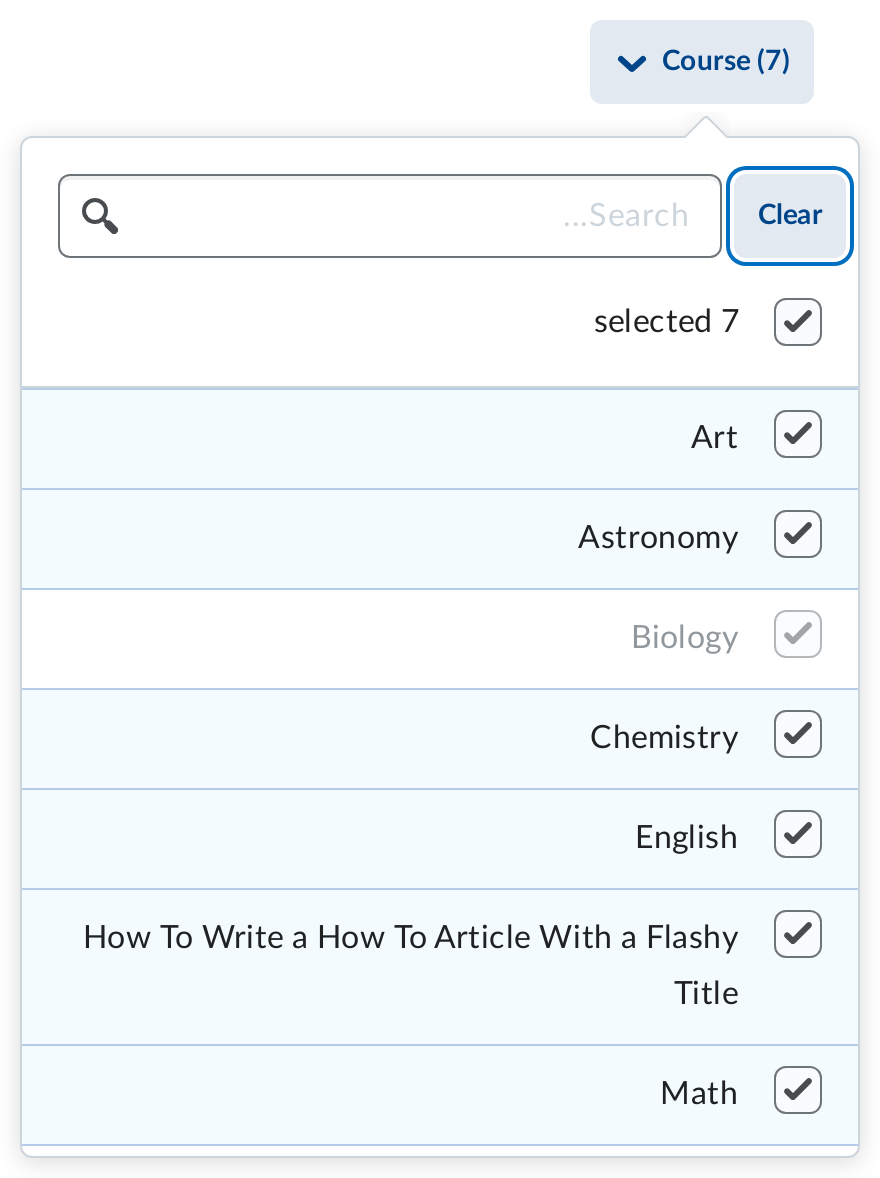 Course (7)
...Search
Clear
selected 7
Art
Astronomy
Biology
Chemistry
English
How To Write a How To Article With a Flashy
Title
Math